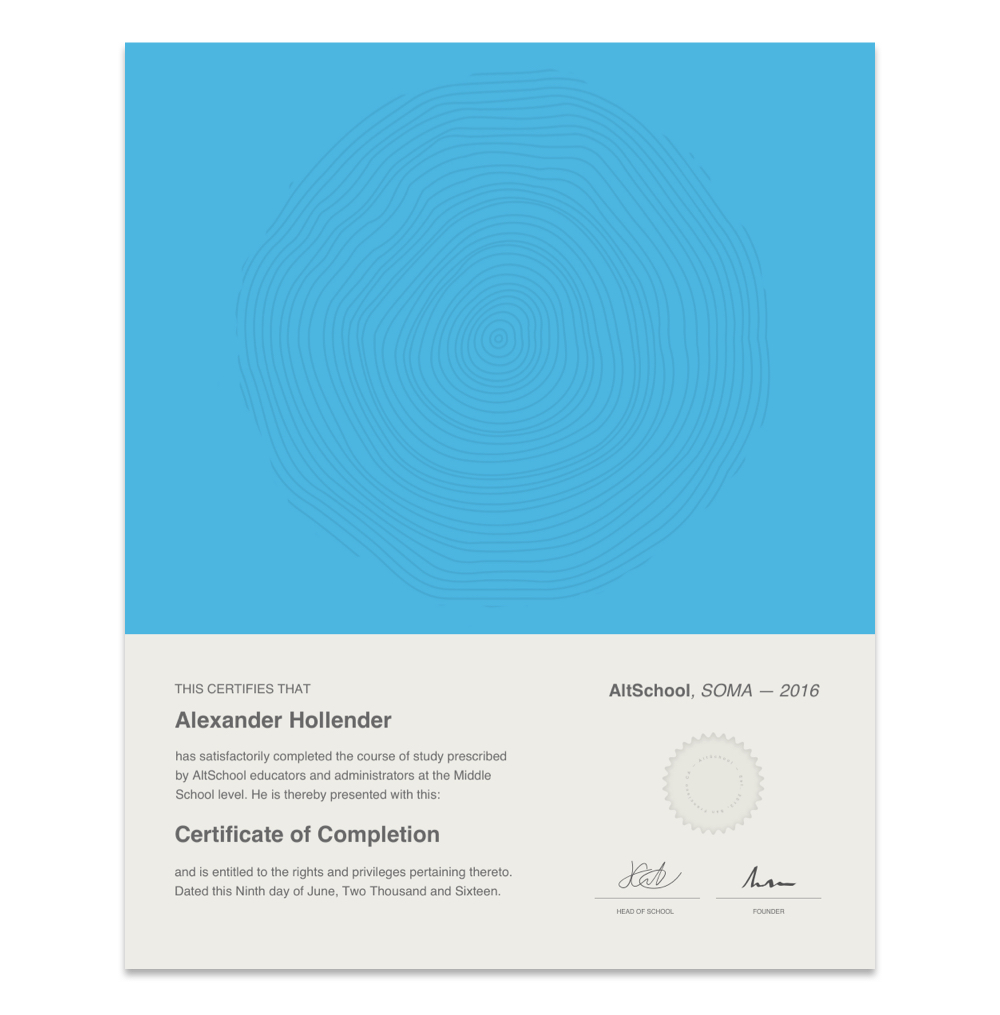 THIS CERTIFIES THAT
Alexander Hollender
has satisfactorily completed the course of study prescribed
by AltSchool educators and administrators at the Middle
School level. He is thereby presented with this:
Certificate of Completion
and is entitled to the rights and privileges pertaining thereto.
Dated this Ninth day of June, Two Thousand and Sixteen.
AltSchool, SOMA — 2016
AltSchool
HEAD OF SCHOOL
FOUNDER